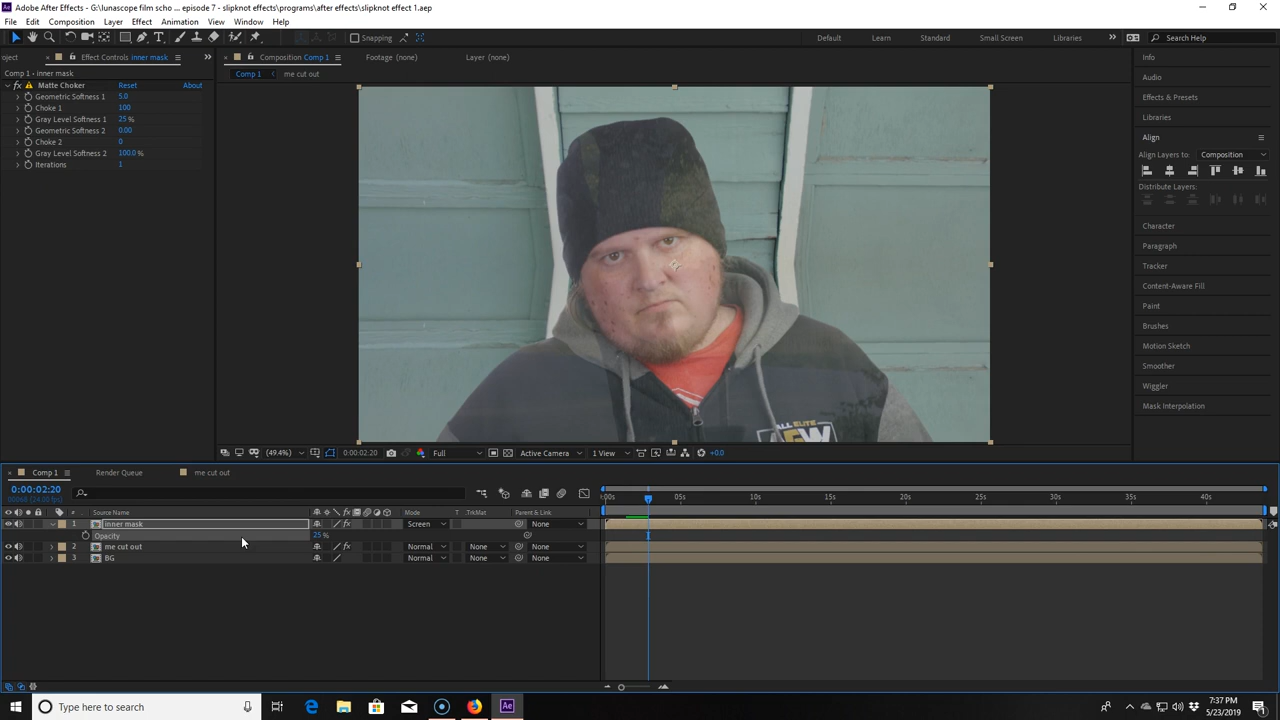 Adobe After Effects - G:\lunascope film scho ... episode 7 - slipknot effects\programs\after effects\slipknot effect 1.aep
File Edit Composition Layer Effect Animation View Window Help
Snapping Default Learn Standard Small Screen Libraries Search Help
oject Effect Controls inner mask Composition Comp 1 Footage (none) Layer (none) Info
Comp 1 · inner mask Comp 1 me cut out
Audio
fx Matte Choker Reset About
Geometric Softness 1 5.0 Effects & Presets
Choke 1 100
Gray Level Softness 1 25 % Libraries
Geometric Softness 2 0.00
Choke 2 0 Align
Gray Level Softness 2 100.0 % Align Layers to: Composition
Iterations 1
Distribute Layers:
Character
Paragraph
Tracker
Content-Aware Fill
Paint
Brushes
Motion Sketch
Smoother
Wiggler
Mask Interpolation
ALL ELITE
(49.4%) 0:00:02:20 Full Active Camera 1 View +0.0
Comp 1 Render Queue me cut out
0:00:02:20
00068 (24.00 fps)
:00s 05s 10s 15s 20s 25s 30s 35s 40s
# Source Name Mode T TrkMat Parent & Link
1 inner mask fx Screen None
Opacity 25 %
2 me cut out fx Normal None None
3 BG Normal None None
Type here to search
7:37 PM
5/23/2019